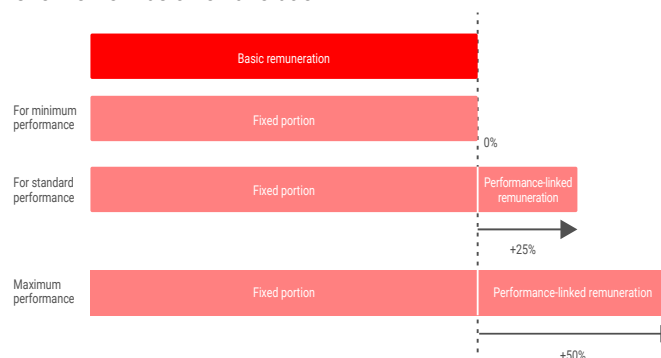 Basic remuneration
For minimum
performance
Fixed portion
0%
For standard
performance
Fixed portion
Performance-linked
remuneration
+25%
Maximum
performance
Fixed portion
Performance-linked remuneration
+50%